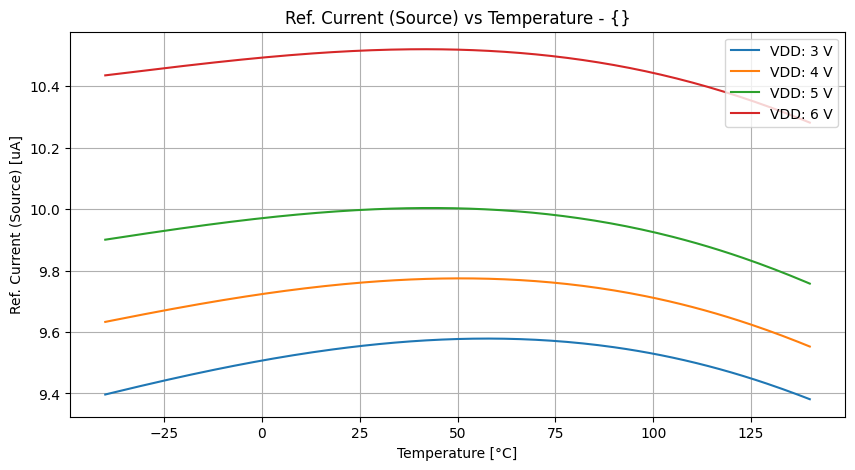 Ref. Current (Source) vs Temperature - {}
Ref. Current (Source) [uA]
10.4
10.2
10.0
9.8
9.6
9.4
VDD: 3 V
VDD: 4 V
VDD: 5 V
VDD: 6 V
−25
0
25
50
75
100
125
Temperature [°C]